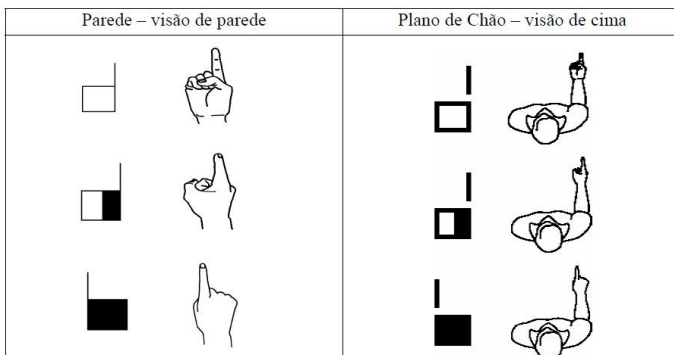 Parede – visão de parede
Plano de Chão – visão de cima